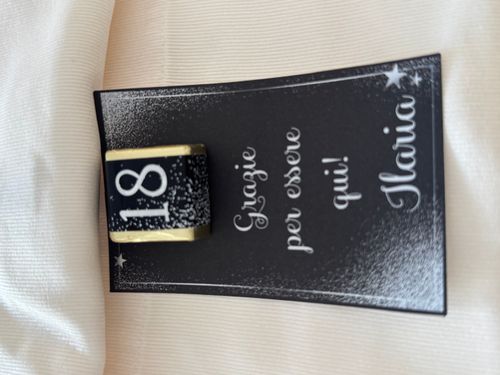 18
Grazie
per essere
qui!
Ilaria